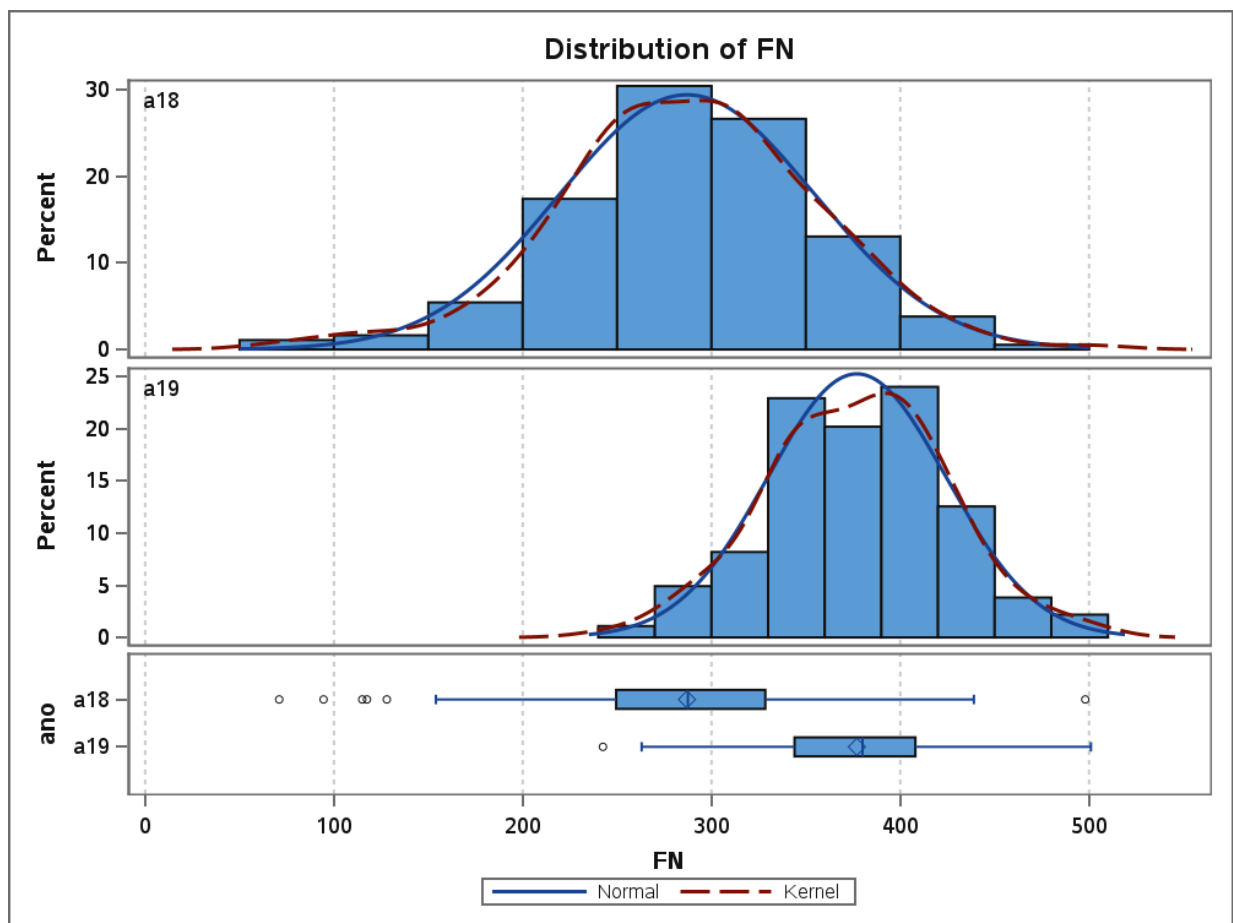 Distribution of FN
a18
Percent
30
20
10
0
a19
Percent
25
20
15
10
5
0
ano
a18
a19
0 100 200 300 400 500
FN
Normal Kernel